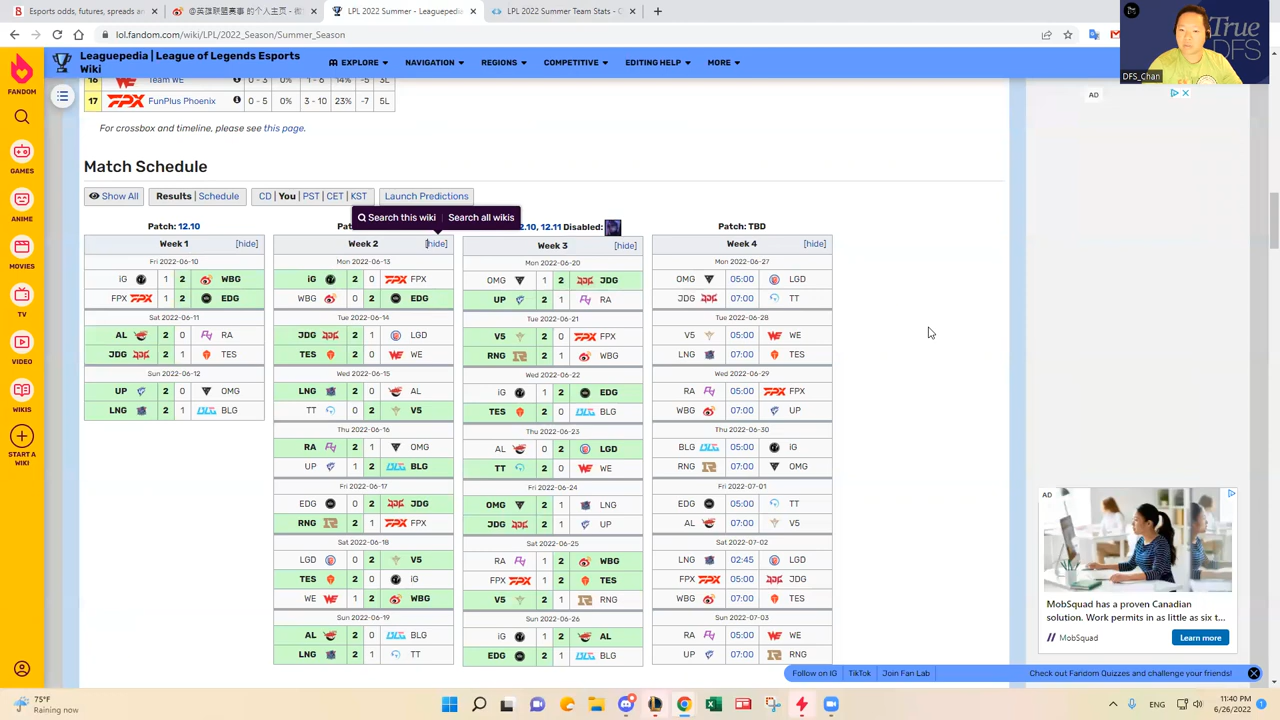 Esports odds, futures, spreads an
@英雄联盟赛事 的个人主页 - 微
LPL 2022 Summer - Leaguepedia
LPL 2022 Summer Team Stats - O
lol.fandom.com/wiki/LPL/2022_Season/Summer_Season
True
DFS
DFS_Chan
FANDOM
GAMES
ANIME
MOVIES
TV
VIDEO
WIKIS
START A
WIKI
Leaguepedia | League of Legends Esports
Wiki
EXPLORE
NAVIGATION
REGIONS
COMPETITIVE
EDITING HELP
MORE
16 Team WE 0 - 3 0% 1 - 6 14% -5 3L
17 FPX FunPlus Phoenix 0 - 5 0% 3 - 10 23% -7 5L
For crossbox and timeline, please see this page.
Match Schedule
Show All Results | Schedule CD | You | PST | CET | KST Launch Predictions
Search this wiki Search all wikis
Patch: 12.10
Week 1 [hide]
Fri 2022-06-10
iG 1 2 WBG
FPX 1 2 EDG
Sat 2022-06-11
AL 2 0 RA
JDG 2 1 TES
Sun 2022-06-12
UP 2 0 OMG
LNG 2 1 BLG
Pat
Week 2 [hide]
Mon 2022-06-13
iG 2 0 FPX
WBG 0 2 EDG
Tue 2022-06-14
JDG 2 1 LGD
TES 2 0 WE
Wed 2022-06-15
LNG 2 0 AL
TT 0 2 V5
Thu 2022-06-16
RA 2 1 OMG
UP 1 2 BLG
Fri 2022-06-17
EDG 0 2 JDG
RNG 2 1 FPX
Sat 2022-06-18
LGD 0 2 V5
TES 2 0 iG
WE 1 2 WBG
Sun 2022-06-19
AL 2 0 BLG
LNG 2 1 TT
2.10, 12.11 Disabled:
Week 3 [hide]
Mon 2022-06-20
OMG 1 2 JDG
UP 2 1 RA
Tue 2022-06-21
V5 2 0 FPX
RNG 2 1 WBG
Wed 2022-06-22
iG 1 2 EDG
TES 2 0 BLG
Thu 2022-06-23
AL 0 2 LGD
TT 2 0 WE
Fri 2022-06-24
OMG 2 1 LNG
JDG 2 1 UP
Sat 2022-06-25
RA 1 2 WBG
FPX 1 2 TES
V5 2 1 RNG
Sun 2022-06-26
iG 1 2 AL
EDG 2 1 BLG
Patch: TBD
Week 4 [hide]
Mon 2022-06-27
OMG 05:00 LGD
JDG 07:00 TT
Tue 2022-06-28
V5 05:00 WE
LNG 07:00 TES
Wed 2022-06-29
RA 05:00 FPX
WBG 07:00 UP
Thu 2022-06-30
BLG 05:00 iG
RNG 07:00 OMG
Fri 2022-07-01
EDG 05:00 TT
AL 07:00 V5
Sat 2022-07-02
LNG 02:45 LGD
FPX 05:00 JDG
WBG 07:00 TES
Sun 2022-07-03
RA 05:00 WE
UP 07:00 RNG
AD
AD
MobSquad has a proven Canadian
solution. Work permits in as little as six t...
MobSquad
Learn more
Follow on IG TikTok Join Fan Lab
Check out Fandom Quizzes and challenge your friends!
75°F
Raining now
ENG
11:40 PM
6/26/2022